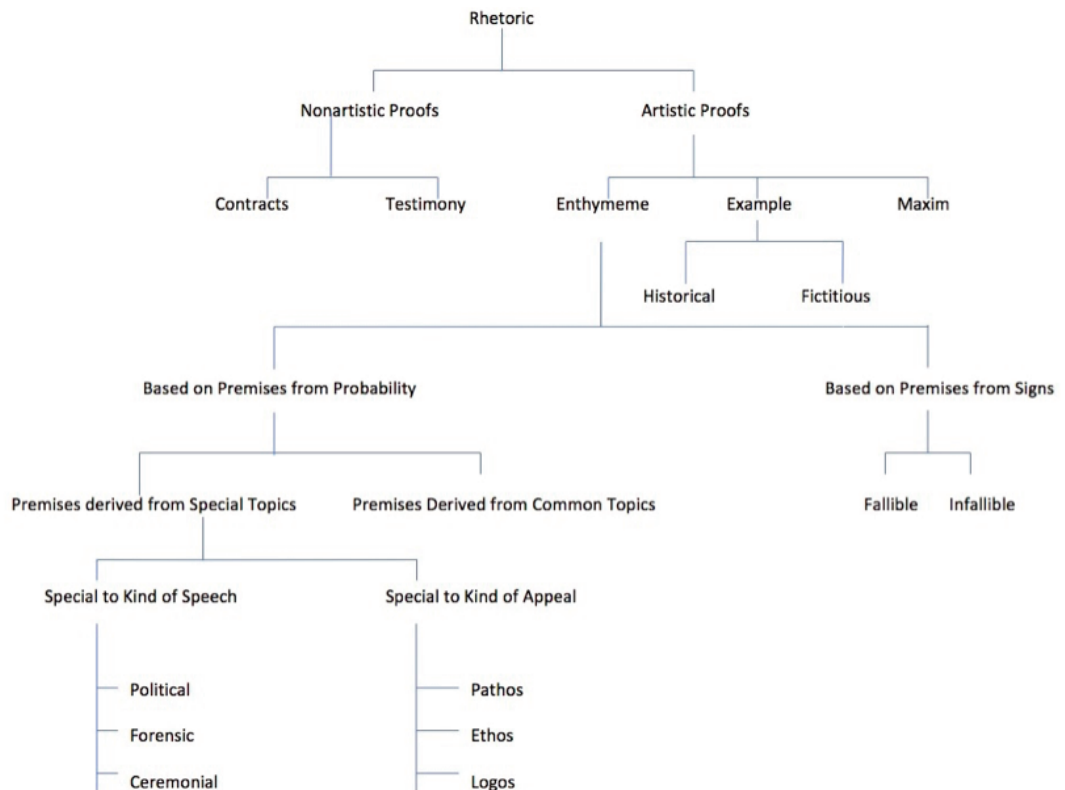 Rhetoric
Nonartistic Proofs
Artistic Proofs
Contracts
Testimony
Enthymeme
Example
Maxim
Historical
Fictitious
Based on Premises from Probability
Based on Premises from Signs
Premises derived from Special Topics
Premises Derived from Common Topics
Fallible
Infallible
Special to Kind of Speech
Special to Kind of Appeal
Political
Pathos
Forensic
Ethos
Ceremonial
Logos